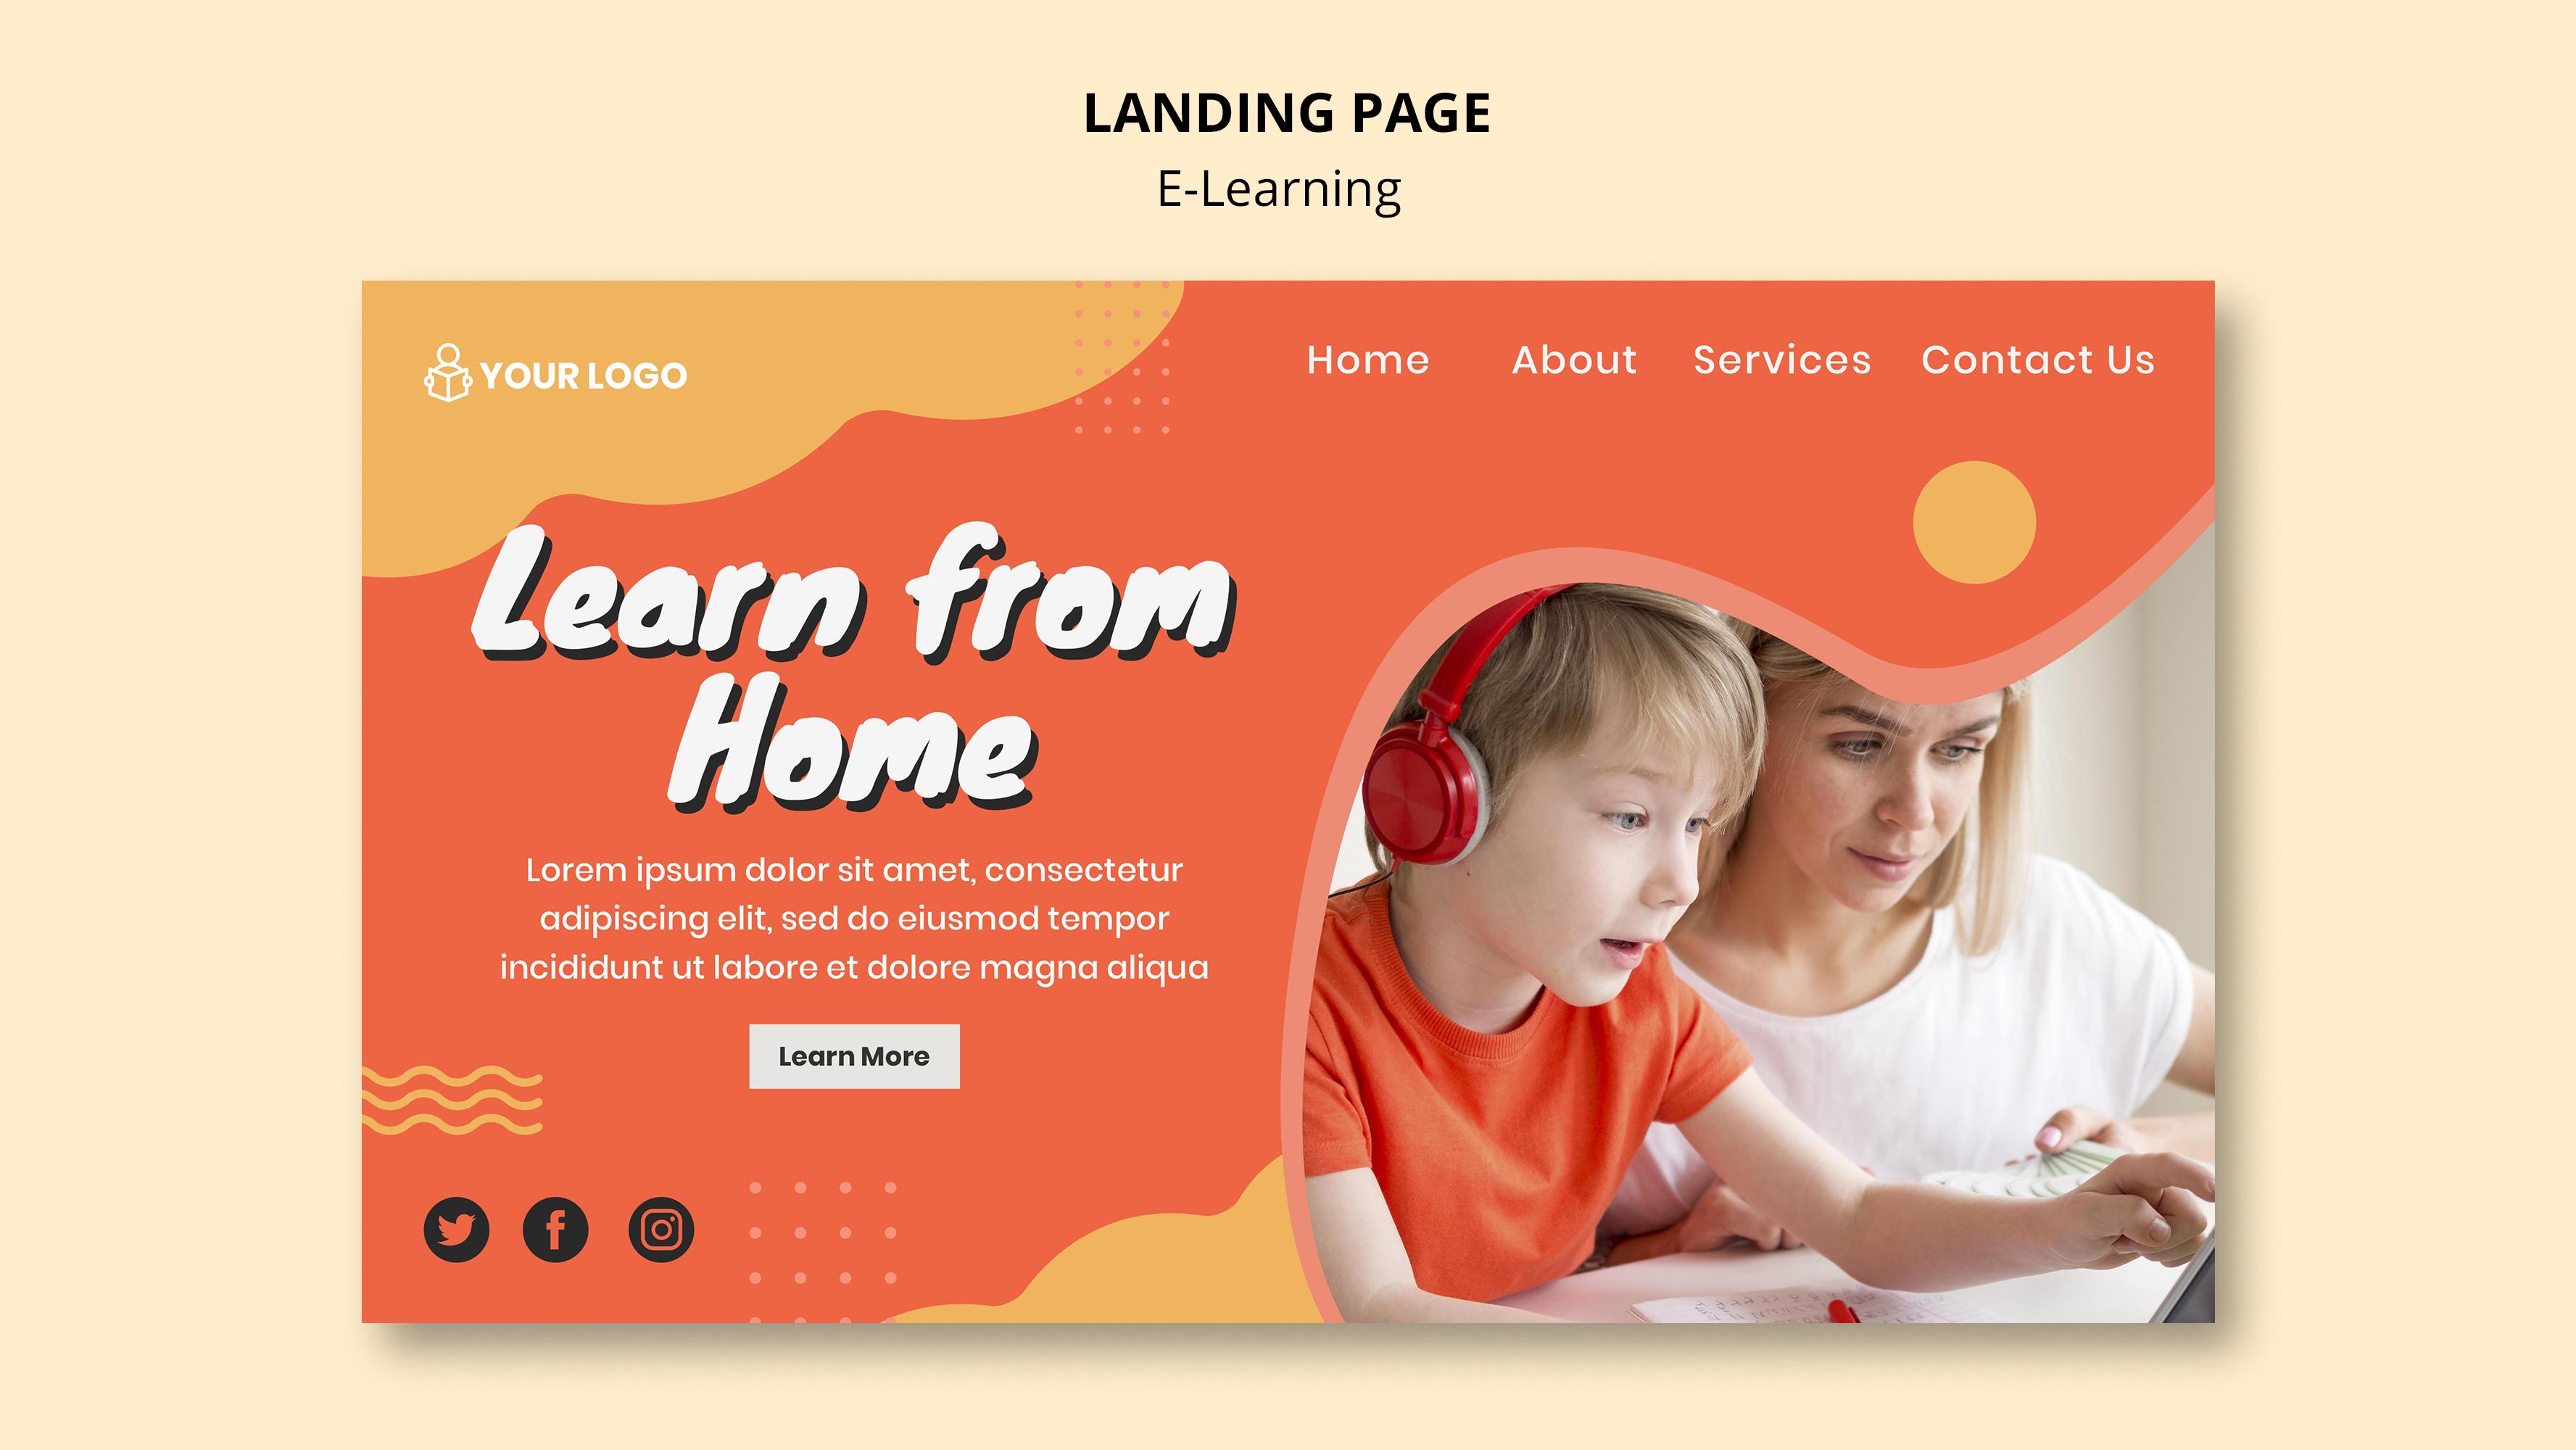 LANDING PAGE
E-Learning
YOUR LOGO
Home About Services Contact Us
Learn from
Home
Lorem ipsum dolor sit amet, consectetur
adipiscing elit, sed do eiusmod tempor
incididunt ut labore et dolore magna aliqua
Learn More